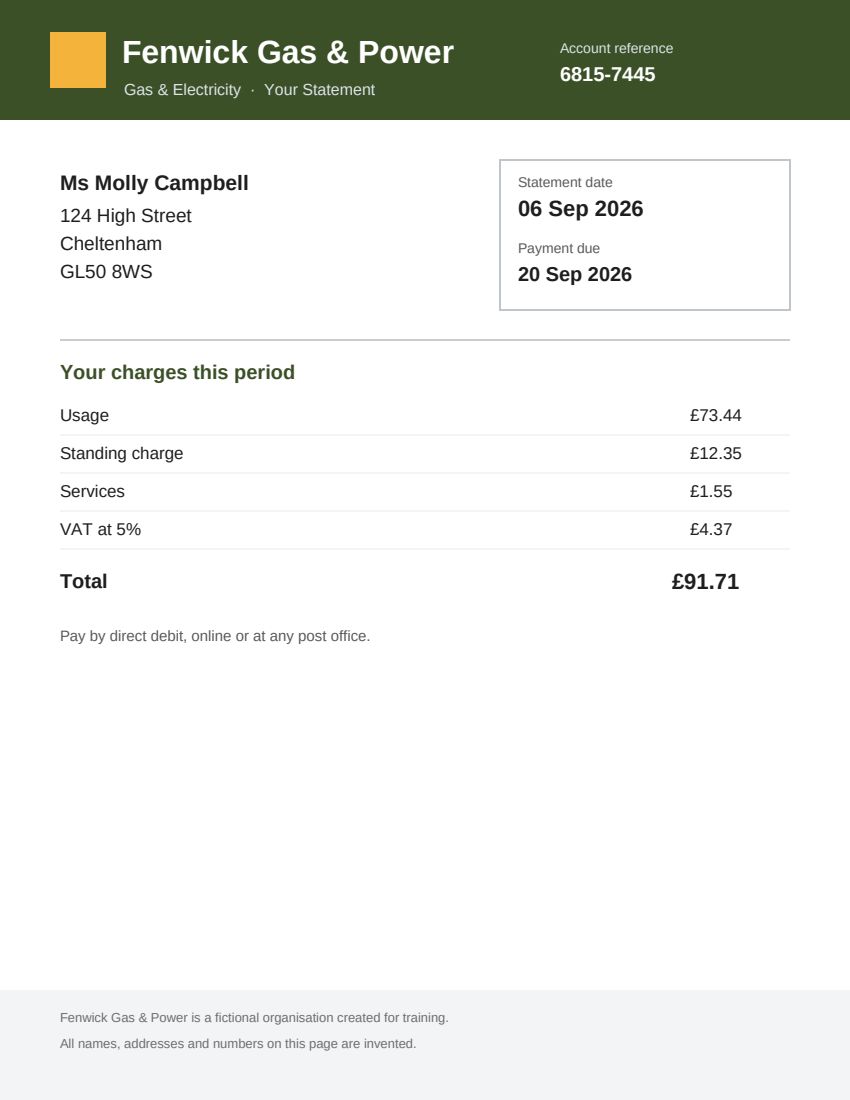 Fenwick Gas & Power
Gas & Electricity · Your Statement
Account reference
6815-7445
Ms Molly Campbell
124 High Street
Cheltenham
GL50 8WS
Statement date
06 Sep 2026
Payment due
20 Sep 2026
Your charges this period
Usage £73.44
Standing charge £12.35
Services £1.55
VAT at 5% £4.37
Total £91.71
Pay by direct debit, online or at any post office.
Fenwick Gas & Power is a fictional organisation created for training.
All names, addresses and numbers on this page are invented.